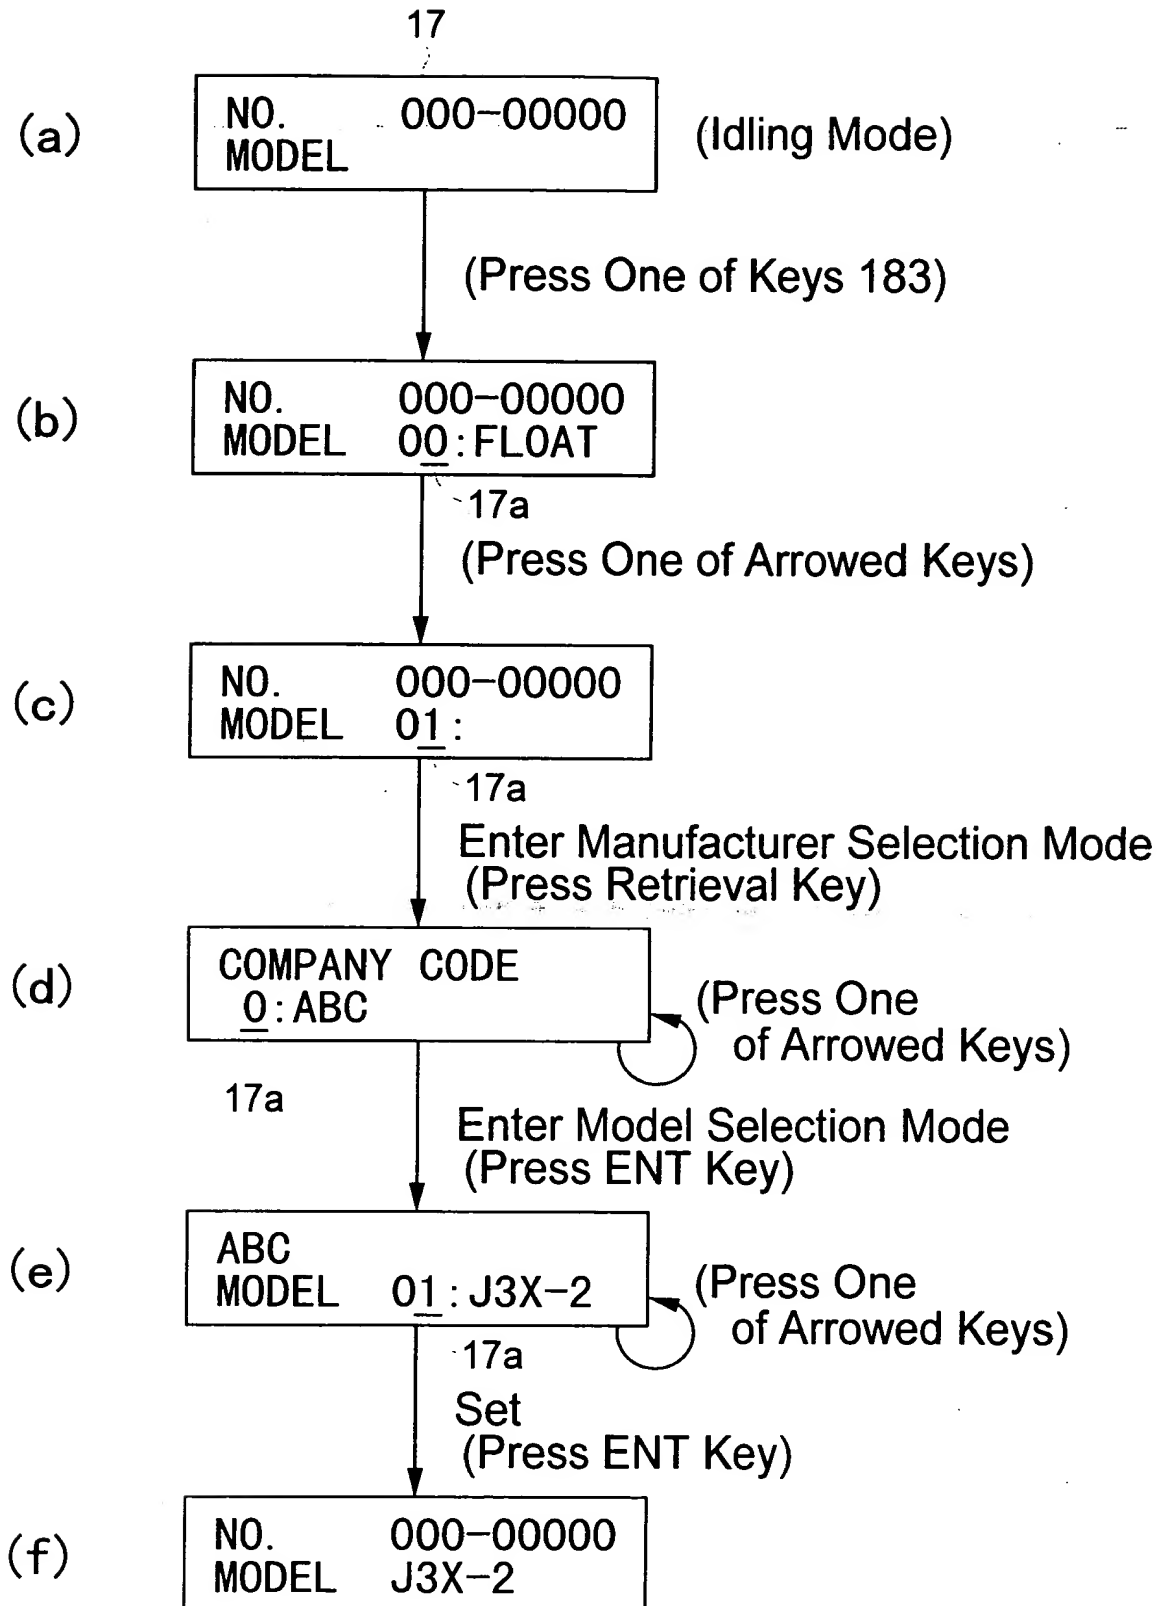 17
(a)
NO. 000-00000
MODEL
(Idling Mode)
(Press One of Keys 183)
(b)
NO. 000-00000
MODEL 00:FLOAT
17a
(Press One of Arrowed Keys)
(c)
NO. 000-00000
MODEL 01:
17a
Enter Manufacturer Selection Mode
(Press Retrieval Key)
(d)
COMPANY CODE
0:ABC
(Press One
of Arrowed Keys)
17a
Enter Model Selection Mode
(Press ENT Key)
(e)
ABC
MODEL 01:J3X-2
(Press One
of Arrowed Keys)
17a
Set
(Press ENT Key)
(f)
NO. 000-00000
MODEL J3X-2